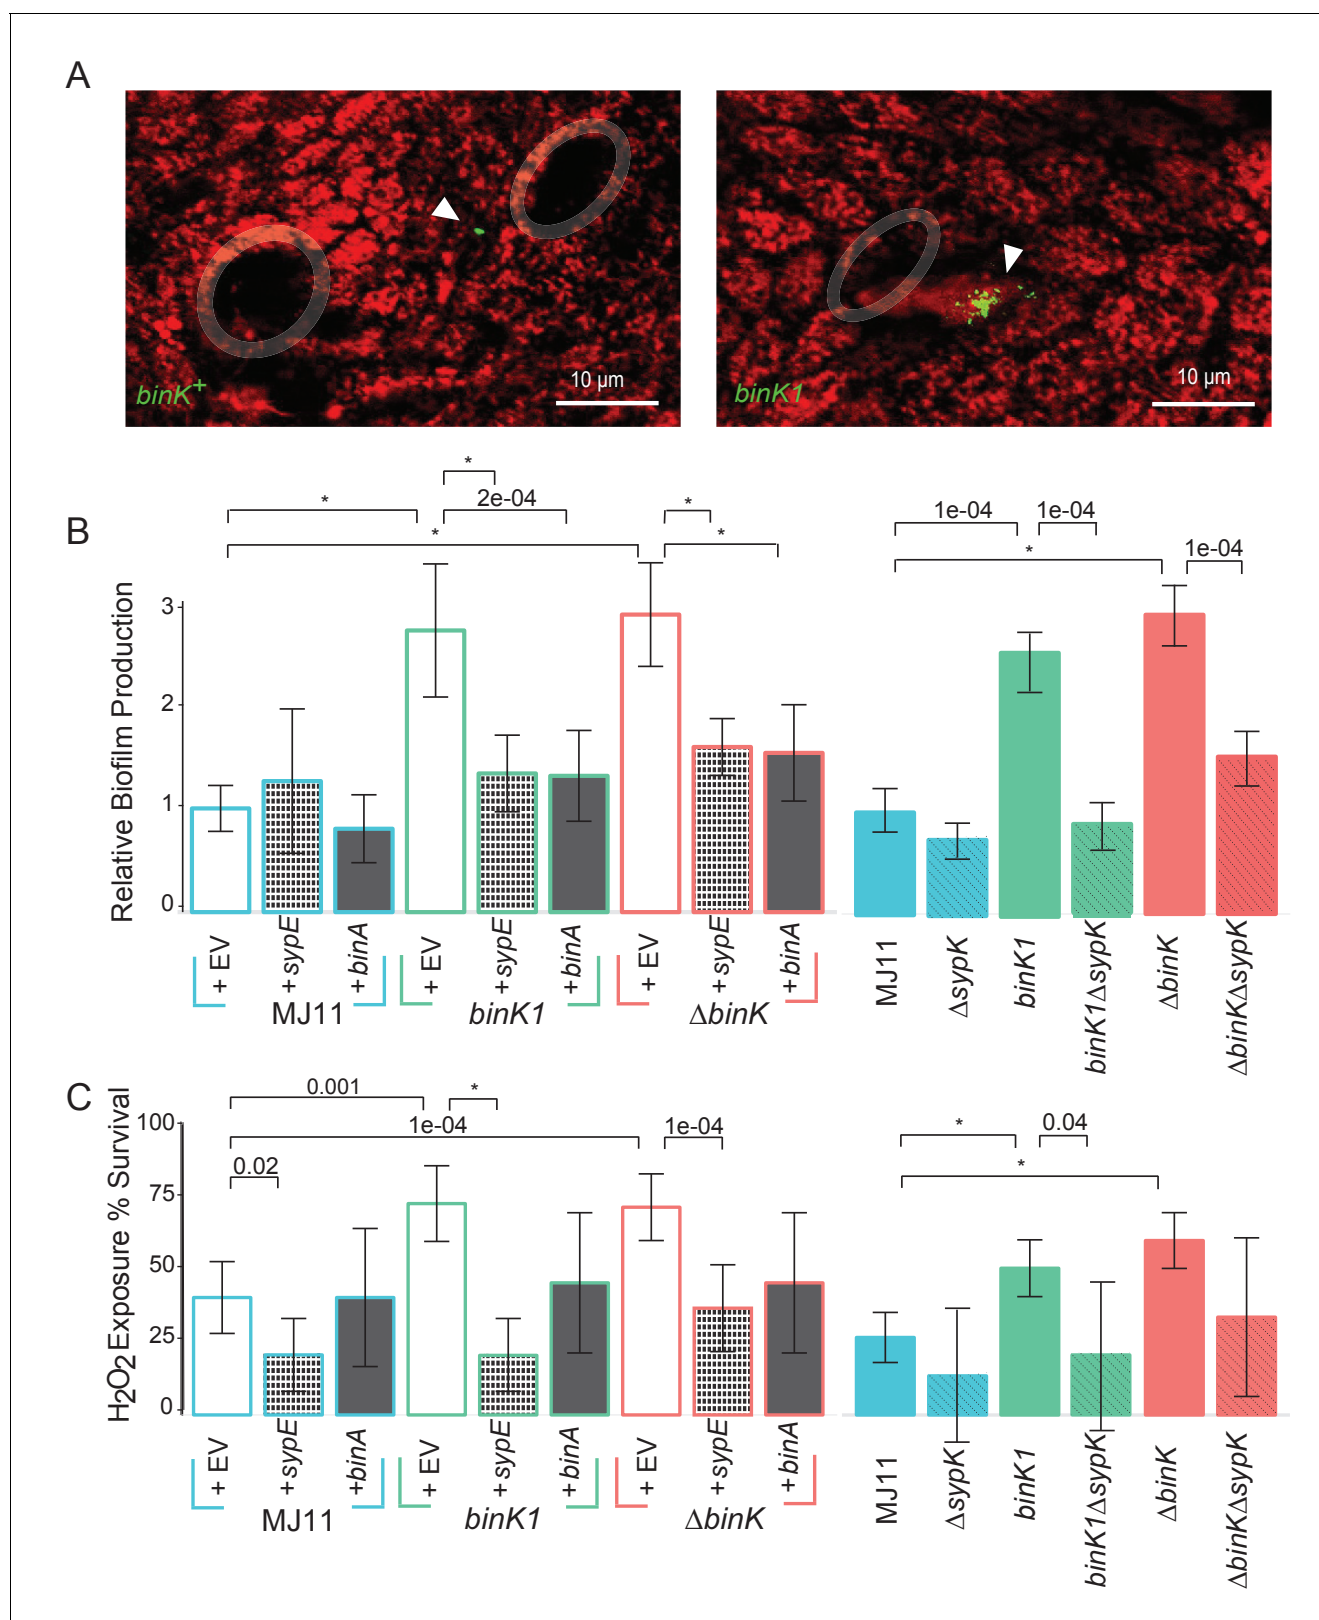 A
binK+
10 µm
binK1
10 µm
B
* * 2e-04 * * *
1e-04 1e-04 * 1e-04
Relative Biofilm Production
3
2
1
0
+ EV
+ sypE
+ binA
+ EV
+ sypE
+ binA
+ EV
+ sypE
+ binA
MJ11 binK1 ΔbinK
MJ11
ΔsypK
binK1
binK1ΔsypK
ΔbinK
ΔbinKΔsypK
C
0.001 * 1e-04 1e-04 0.02
* 0.04 *
H2O2 Exposure % Survival
100
75
50
25
0
+ EV
+ sypE
+binA
+ EV
+ sypE
+ binA
+ EV
+ sypE
+ binA
MJ11 binK1 ΔbinK
MJ11
ΔsypK
binK1
binK1ΔsypK
ΔbinK
ΔbinKΔsypK